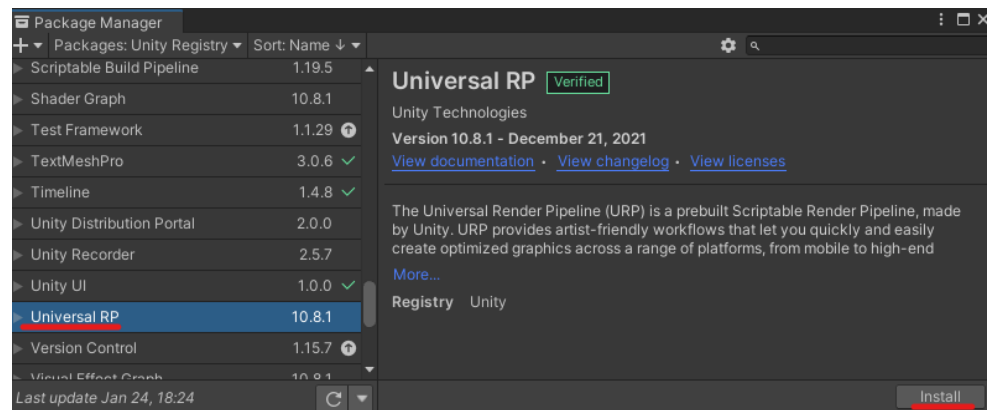 Package Manager
Packages: Unity Registry Sort: Name
Scriptable Build Pipeline 1.19.5
Shader Graph 10.8.1
Test Framework 1.1.29
TextMeshPro 3.0.6
Timeline 1.4.8
Unity Distribution Portal 2.0.0
Unity Recorder 2.5.7
Unity UI 1.0.0
Universal RP 10.8.1
Version Control 1.15.7
Visual Effect Graph 10.8.1
Last update Jan 24, 18:24
Universal RP Verified
Unity Technologies
Version 10.8.1 - December 21, 2021
View documentation • View changelog • View licenses
The Universal Render Pipeline (URP) is a prebuilt Scriptable Render Pipeline, made
by Unity. URP provides artist-friendly workflows that let you quickly and easily
create optimized graphics across a range of platforms, from mobile to high-end
More...
Registry Unity
Install